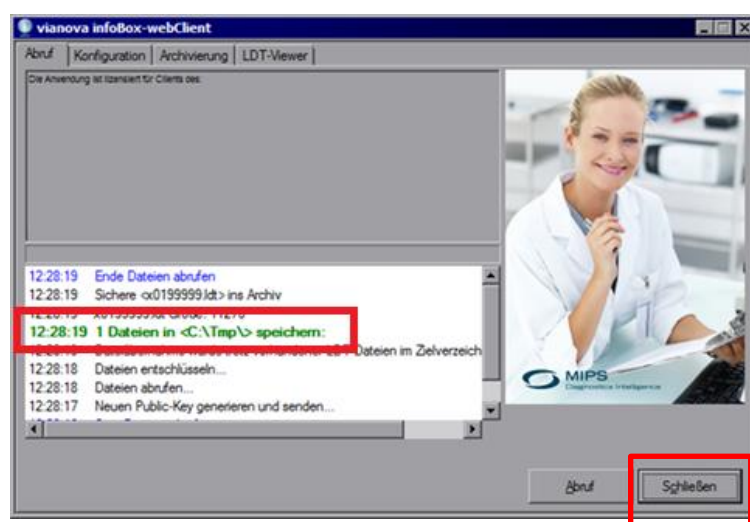 vianova infoBox-webClient
Abruf Konfiguration Archivierung LDT-Viewer
Die Anwendung ist lizensiert für Clients des:
12:28:19 Ende Dateien abrufen
12:28:19 Sichere <x0199999.ldt> ins Archiv
12:28:19 1 Dateien in <C:\Tmp\> speichern:
Dateien im Zielverzeich
12:28:18 Dateien entschlüsseln...
12:28:18 Dateien abrufen...
12:28:17 Neuen Public-Key generieren und senden...
MIPS
Diagnostics Intelligence
Abruf Schließen